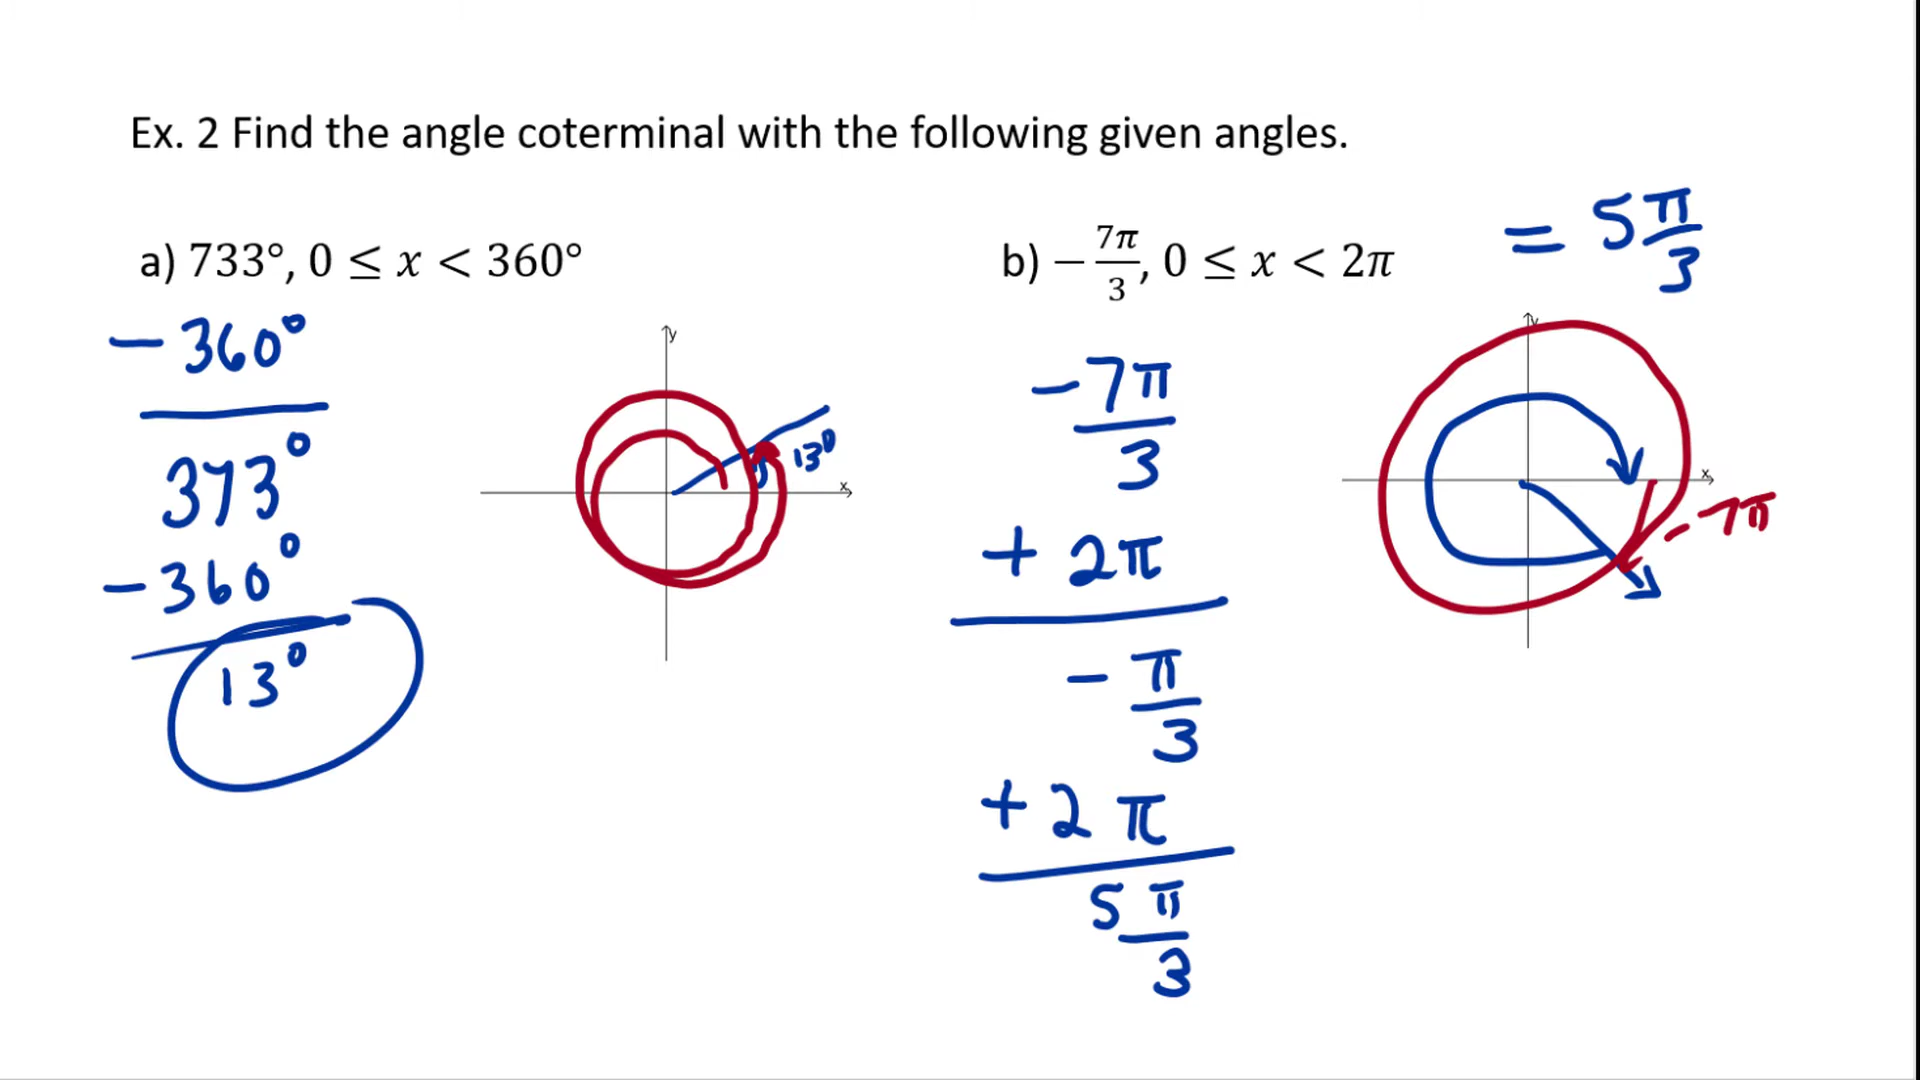 Ex. 2 Find the angle coterminal with the following given angles.
a) 733°, 0 ≤ x < 360°
− 360°
373°
− 360°
13°
y
x
13°
b) − 7π/3, 0 ≤ x < 2π
= 5π/3
− 7π/3
+ 2π
− π/3
+ 2π
5π/3
y
x
-7π